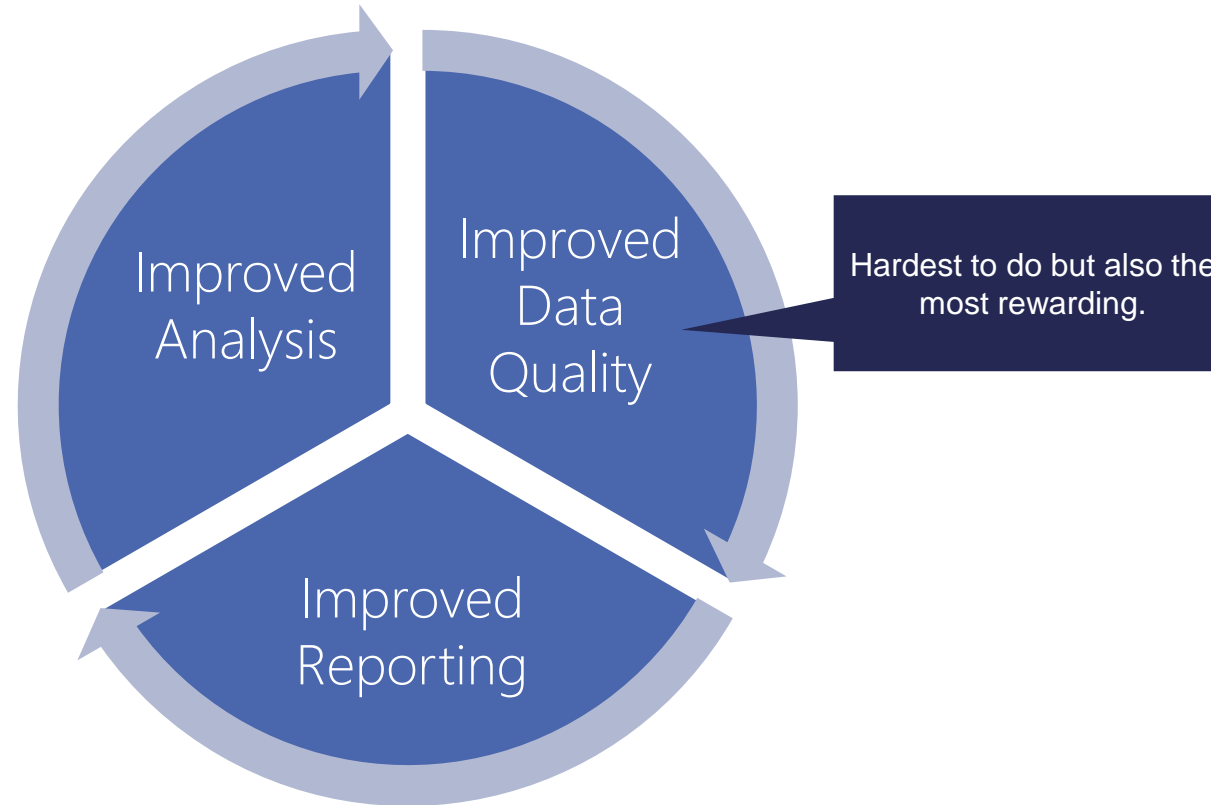 Improved
Analysis
Improved
Data
Quality
Hardest to do but also the
most rewarding.
Improved
Reporting